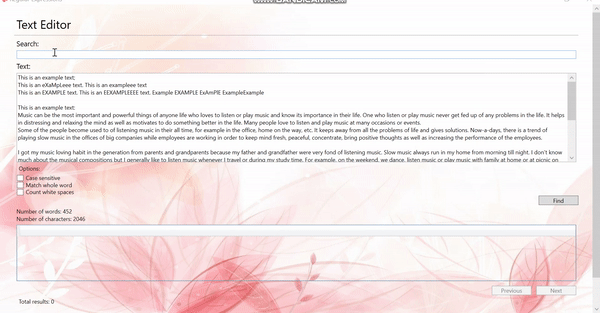 Text Editor
Search:
Text:
This is an example text:
This is an eXaMpLeee text. This is an exampleee text
This is an EXAMPLE text. This is an EEXAMPLEEEE text. Example EXAMPLE ExAmPlE ExampleExample
This is an example text:
Music can be the most important and powerful things of anyone life who loves to listen or play music and know its importance in their life. One who listen or play music never get fed up of any problems in the life. It helps
in distressing and relaxing the mind as well as motivates to do something better in the life. Many people love to listen and play music at many occasions or events.
Some of the people become used to of listening music in their all time, for example in the office, home on the way, etc. It keeps away from all the problems of life and gives solutions. Now-a-days, there is a trend of
playing slow music in the offices of big companies while employees are working in order to keep mind fresh, peaceful, concentrate, bring positive thoughts as well as increasing the performance of the employees.
I got my music loving habit in the generation from parents and grandparents because my father and grandfather were very fond of listening music. Slow music always run in my home from morning till night. I don't know
much about the musical compositions but I generally like to listen music whenever I travel or during my study time. For example, on the weekend, we dance, listen music or play music with family at home or at picnic on
Options:
Case sensitive
Match whole word
Count white spaces
Find
Number of words: 452
Number of characters: 2046
Previous
Next
Total results: 0